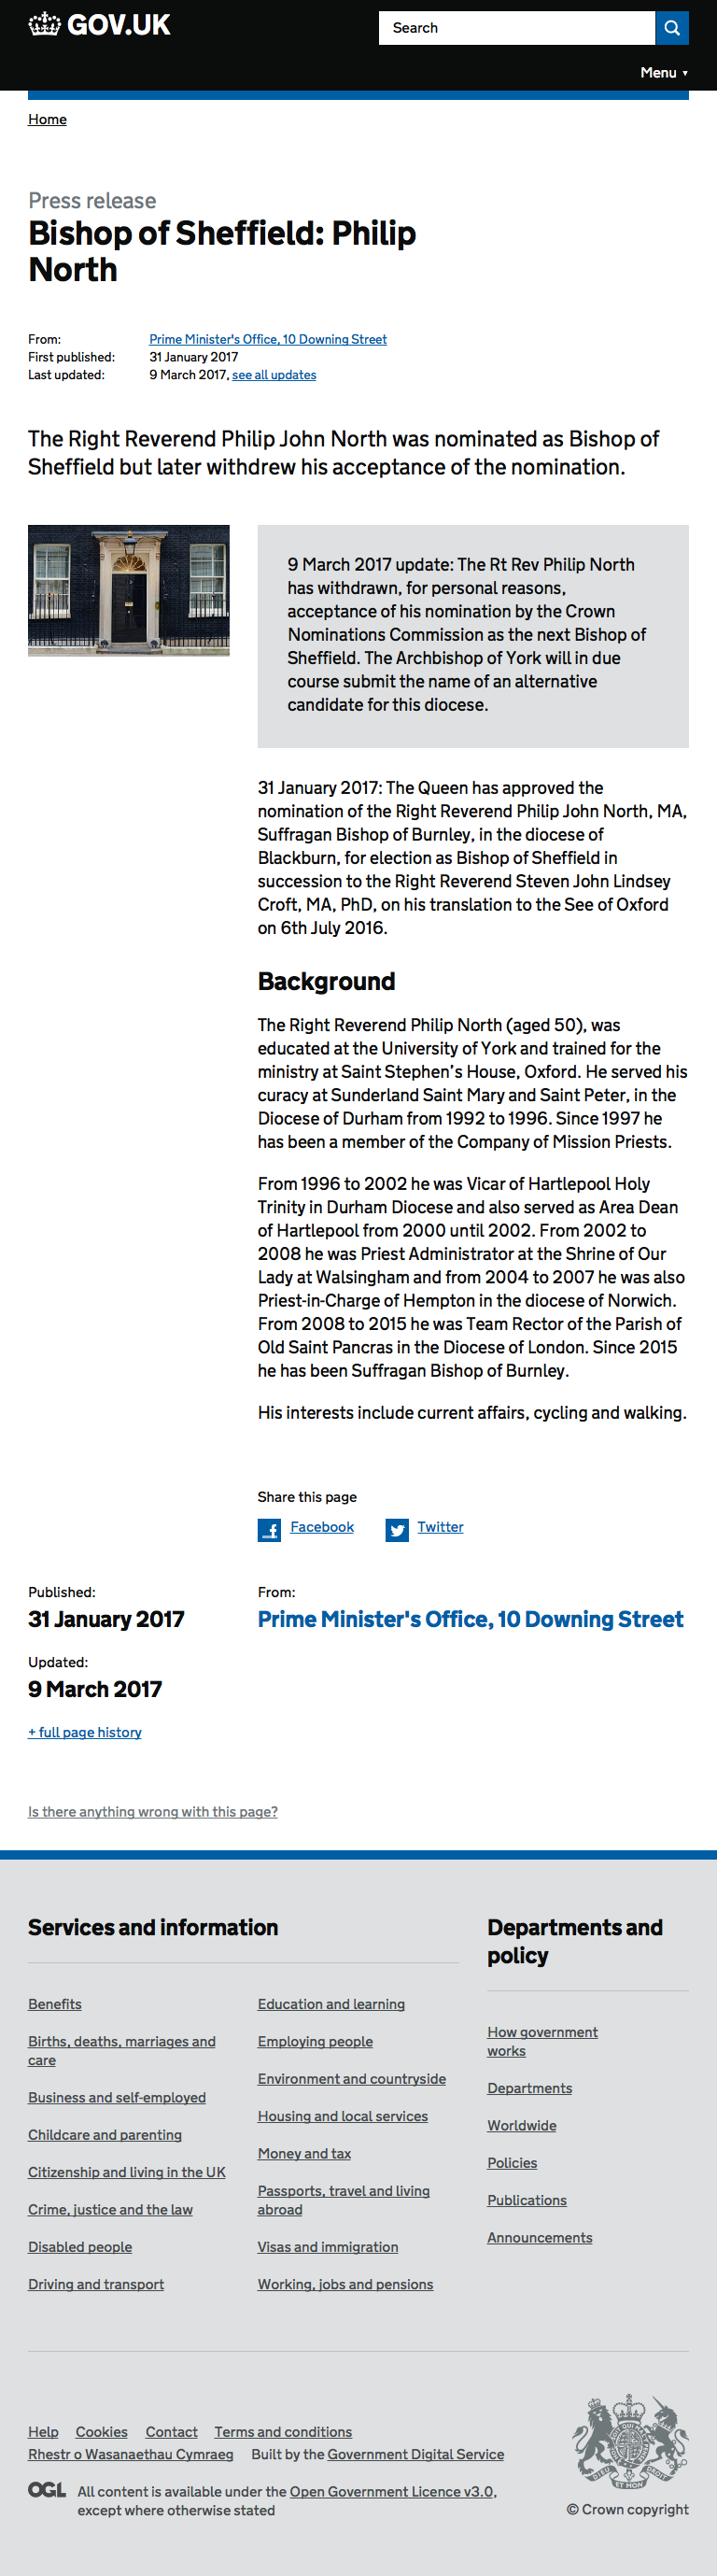 GOV.UK
Search
Menu ▼
Home
Press release
Bishop of Sheffield: Philip
North
From: Prime Minister's Office, 10 Downing Street
First published: 31 January 2017
Last updated: 9 March 2017, see all updates
The Right Reverend Philip John North was nominated as Bishop of
Sheffield but later withdrew his acceptance of the nomination.
9 March 2017 update: The Rt Rev Philip North
has withdrawn, for personal reasons,
acceptance of his nomination by the Crown
Nominations Commission as the next Bishop of
Sheffield. The Archbishop of York will in due
course submit the name of an alternative
candidate for this diocese.
31 January 2017: The Queen has approved the
nomination of the Right Reverend Philip John North, MA,
Suffragan Bishop of Burnley, in the diocese of
Blackburn, for election as Bishop of Sheffield in
succession to the Right Reverend Steven John Lindsey
Croft, MA, PhD, on his translation to the See of Oxford
on 6th July 2016.
Background
The Right Reverend Philip North (aged 50), was
educated at the University of York and trained for the
ministry at Saint Stephen’s House, Oxford. He served his
curacy at Sunderland Saint Mary and Saint Peter, in the
Diocese of Durham from 1992 to 1996. Since 1997 he
has been a member of the Company of Mission Priests.
From 1996 to 2002 he was Vicar of Hartlepool Holy
Trinity in Durham Diocese and also served as Area Dean
of Hartlepool from 2000 until 2002. From 2002 to
2008 he was Priest Administrator at the Shrine of Our
Lady at Walsingham and from 2004 to 2007 he was also
Priest-in-Charge of Hempton in the diocese of Norwich.
From 2008 to 2015 he was Team Rector of the Parish of
Old Saint Pancras in the Diocese of London. Since 2015
he has been Suffragan Bishop of Burnley.
His interests include current affairs, cycling and walking.
Share this page
Facebook Twitter
Published:
31 January 2017
Updated:
9 March 2017
+ full page history
From:
Prime Minister's Office, 10 Downing Street
Is there anything wrong with this page?
Services and information
Benefits
Births, deaths, marriages and
care
Business and self-employed
Childcare and parenting
Citizenship and living in the UK
Crime, justice and the law
Disabled people
Driving and transport
Education and learning
Employing people
Environment and countryside
Housing and local services
Money and tax
Passports, travel and living
abroad
Visas and immigration
Working, jobs and pensions
Departments and
policy
How government
works
Departments
Worldwide
Policies
Publications
Announcements
Help Cookies Contact Terms and conditions
Rhestr o Wasanaethau Cymraeg Built by the Government Digital Service
OGL All content is available under the Open Government Licence v3.0,
except where otherwise stated
DIEU ET MON DROIT
© Crown copyright